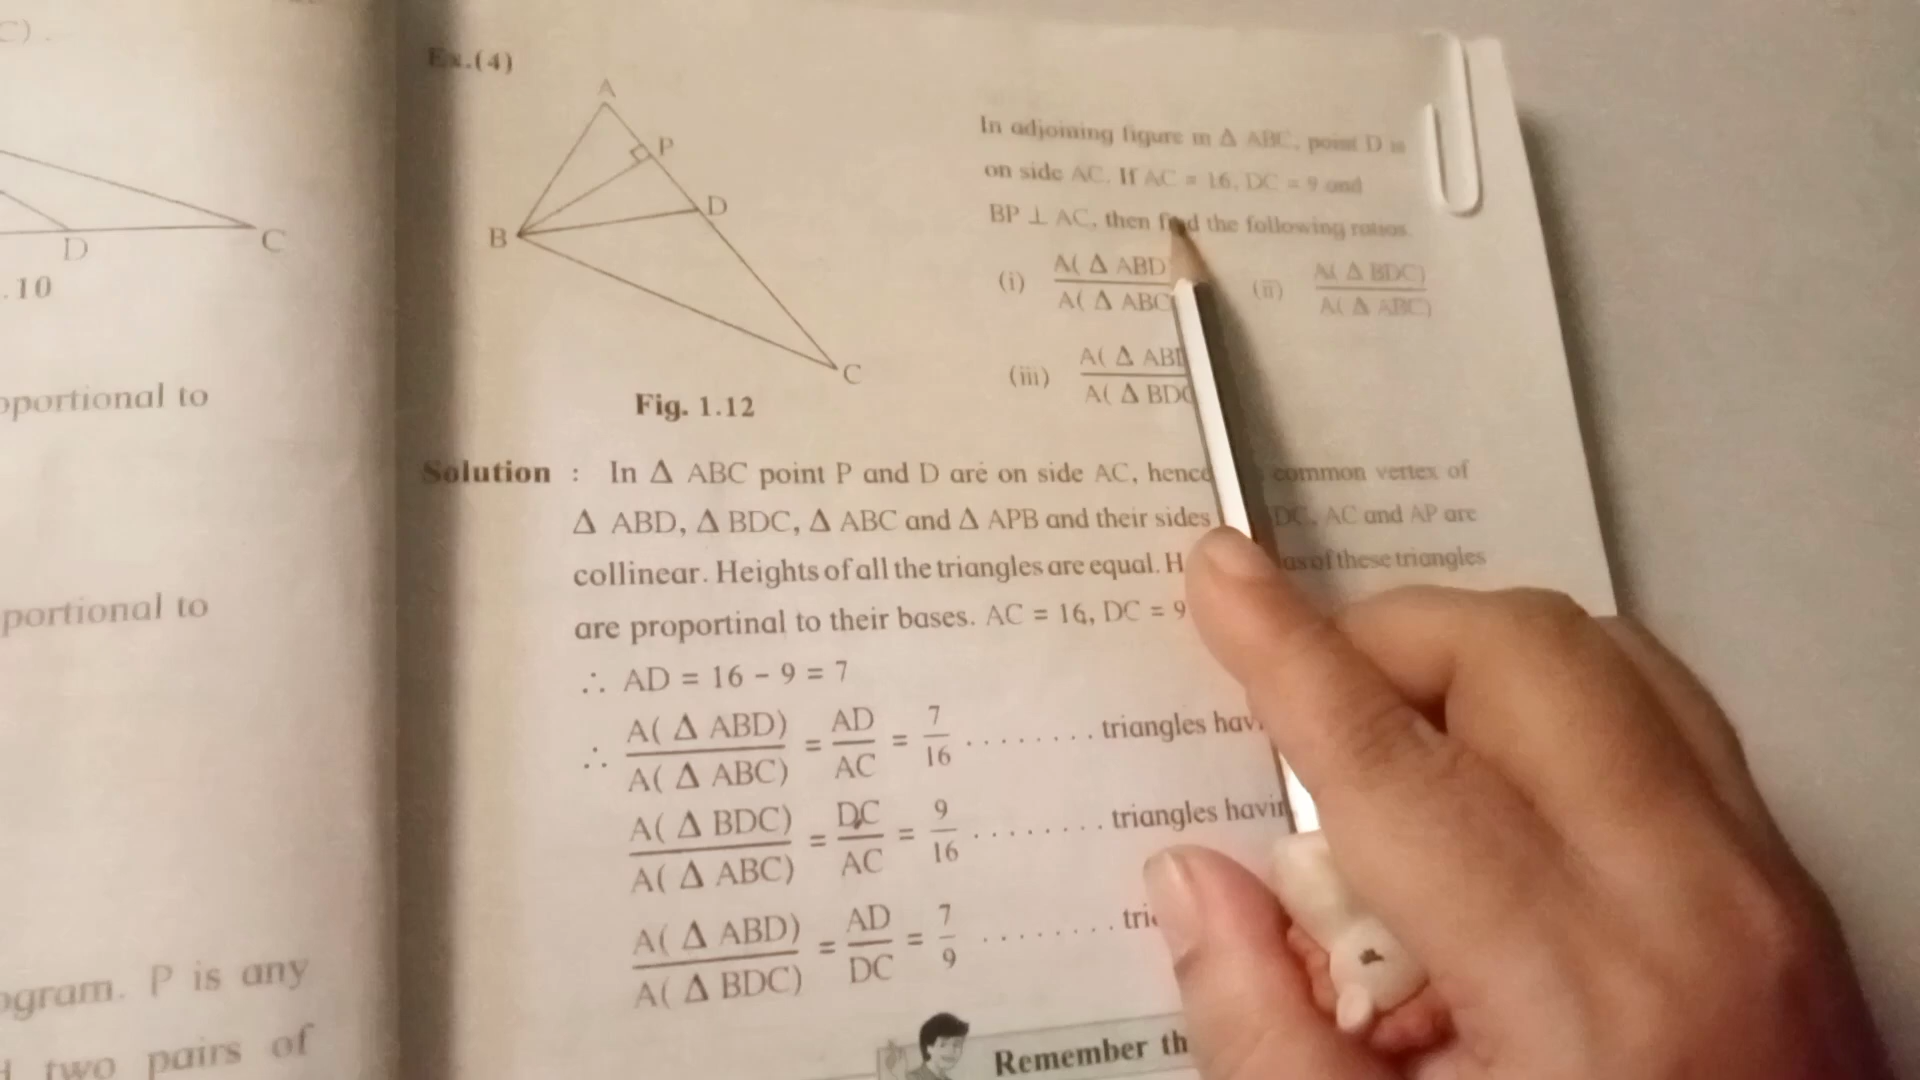 C).
D
C
.10
portional to
portional to
ogram. P is any
two pairs of
Ex.(4)
A
P
D
B
C
Fig. 1.12
In adjoining figure in Δ ABC, point D is
on side AC. If AC = 16, DC = 9 and
BP ⊥ AC, then find the following ratios.
(i) A( Δ ABD / A( Δ ABC (ii) A( Δ BDC) / A( Δ ABC)
(iii) A( Δ ABD / A( Δ BDC
Solution : In Δ ABC point P and D are on side AC, hence common vertex of
Δ ABD, Δ BDC, Δ ABC and Δ APB and their sides DC, AC and AP are
collinear. Heights of all the triangles are equal. of these triangles
are proportinal to their bases. AC = 16, DC = 9
∴ AD = 16 - 9 = 7
∴ A( Δ ABD) / A( Δ ABC) = AD / AC = 7 / 16 ........ triangles
A( Δ BDC) / A( Δ ABC) = DC / AC = 9 / 16 ........ triangles
A( Δ ABD) / A( Δ BDC) = AD / DC = 7 / 9 ........
Remember